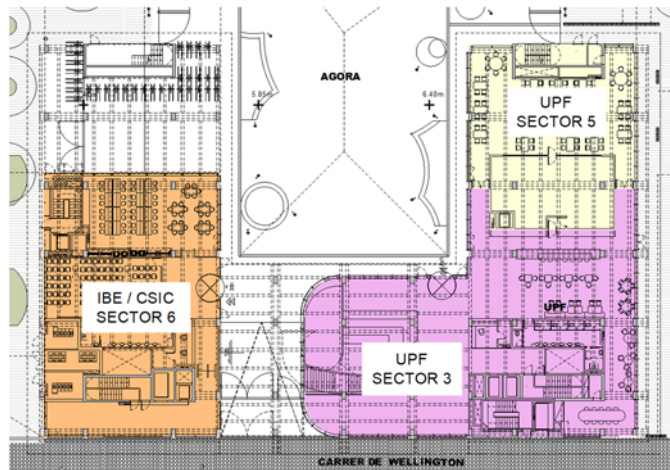 AGORA
5.85m
6.40m
UPF
SECTOR 5
IBE / CSIC
SECTOR 6
UPF
UPF
SECTOR 3
CARRER DE WELLINGTON